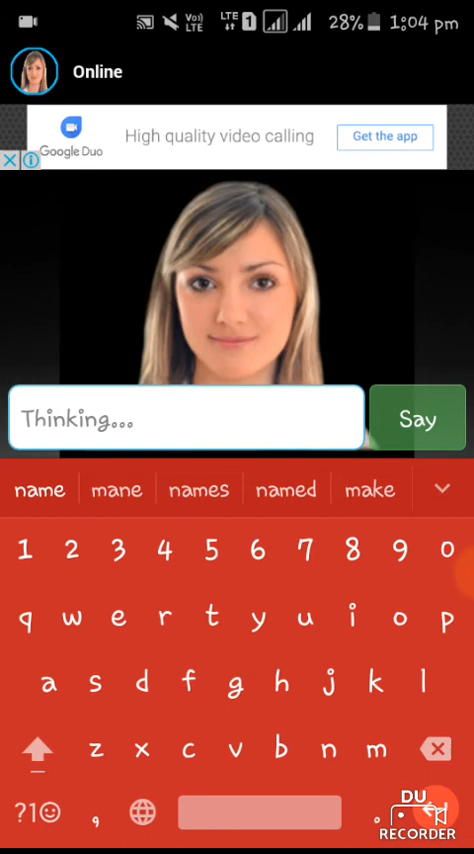 Vo) LTE LTE 1 28% 1:04 pm
Online
Google Duo High quality video calling Get the app
Thinking... Say
name mane names named make
1 2 3 4 5 6 7 8 9 0
q w e r t y u i o p
a s d f g h j k l
z x c v b n m
?1☺ , .
DU
RECORDER